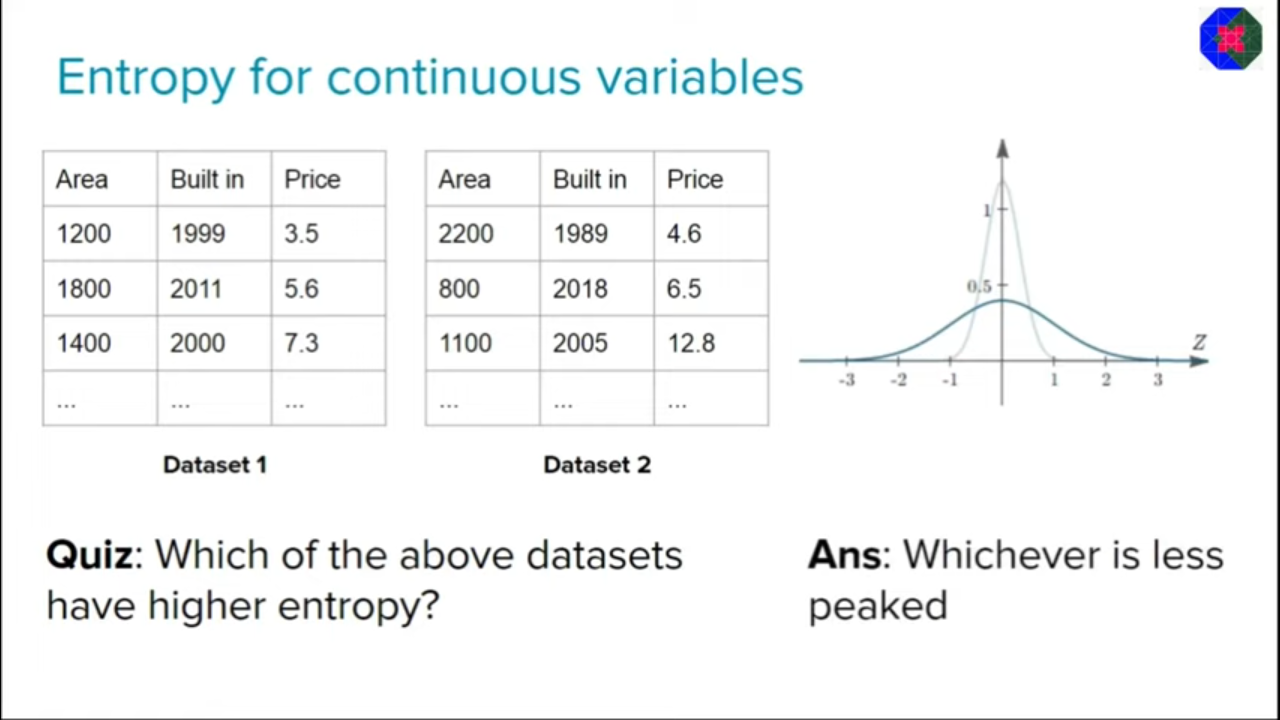 Entropy for continuous variables
Area Built in Price
1200 1999 3.5
1800 2011 5.6
1400 2000 7.3
... ... ...
Dataset 1
Area Built in Price
2200 1989 4.6
800 2018 6.5
1100 2005 12.8
... ... ...
Dataset 2
1
0.5
Z
-3 -2 -1 1 2 3
Quiz: Which of the above datasets
have higher entropy?
Ans: Whichever is less
peaked